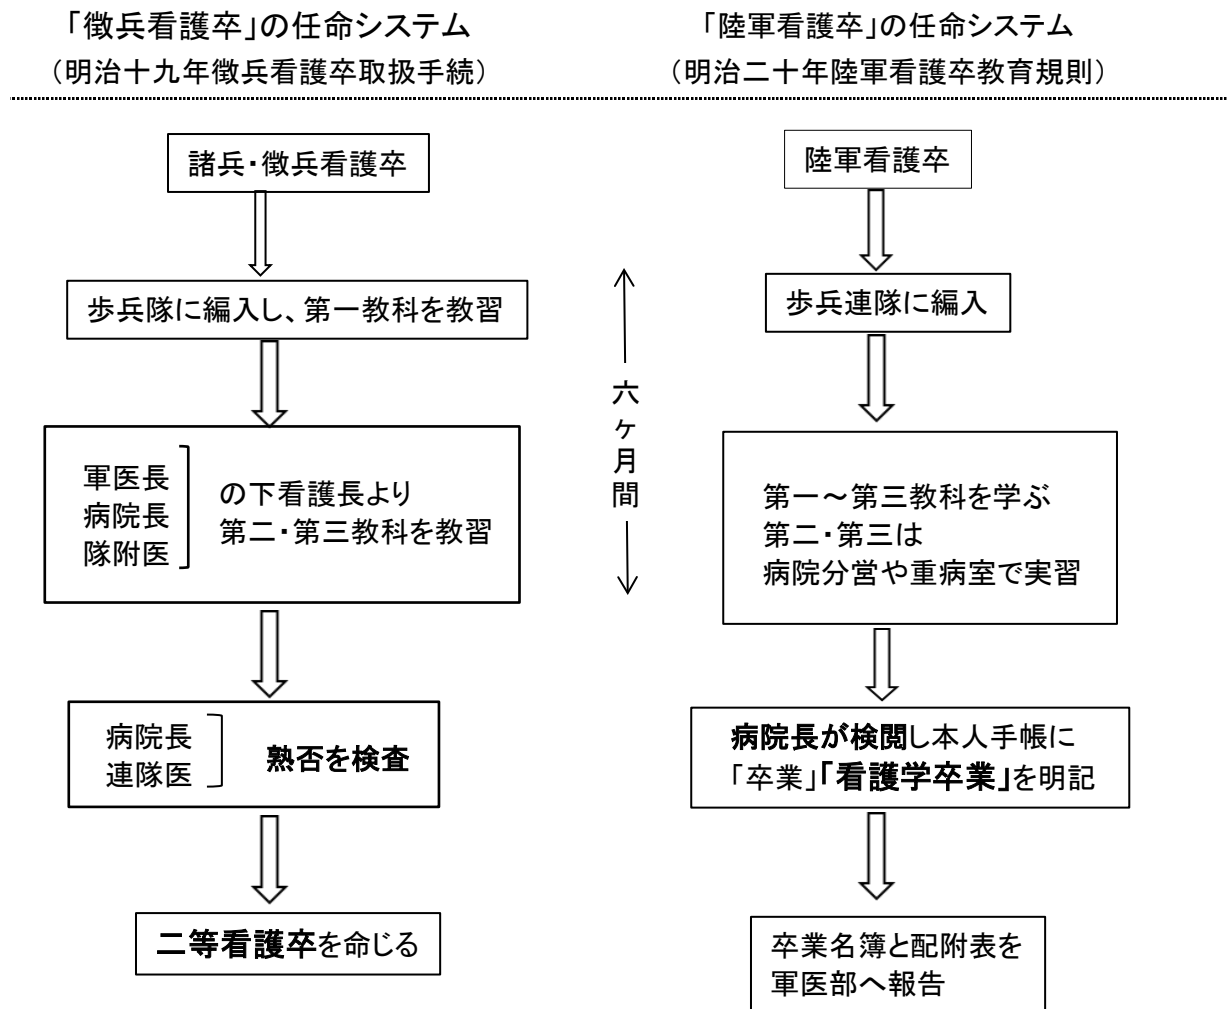 「徴兵看護卒」の任命システム
（明治十九年徴兵看護卒取扱手続）
諸兵・徴兵看護卒
歩兵隊に編入し、第一教科を教習
軍医長
病院長
隊附医
の下看護長より
第二・第三教科を教習
病院長
連隊医
熟否を検査
二等看護卒を命じる
六ヶ月間
「陸軍看護卒」の任命システム
（明治二十年陸軍看護卒教育規則）
陸軍看護卒
歩兵連隊に編入
第一～第三教科を学ぶ
第二・第三は
病院分営や重病室で実習
病院長が検閲し本人手帳に
「卒業」「看護学卒業」を明記
卒業名簿と配附表を
軍医部へ報告